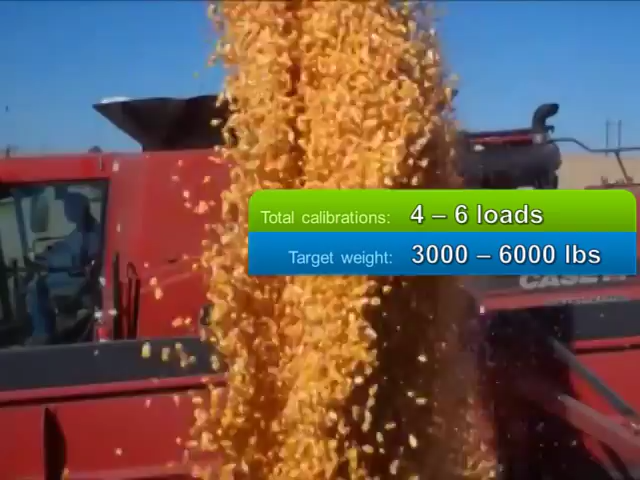 Total calibrations: 4 – 6 loads
Target weight: 3000 – 6000 lbs
CASE IH